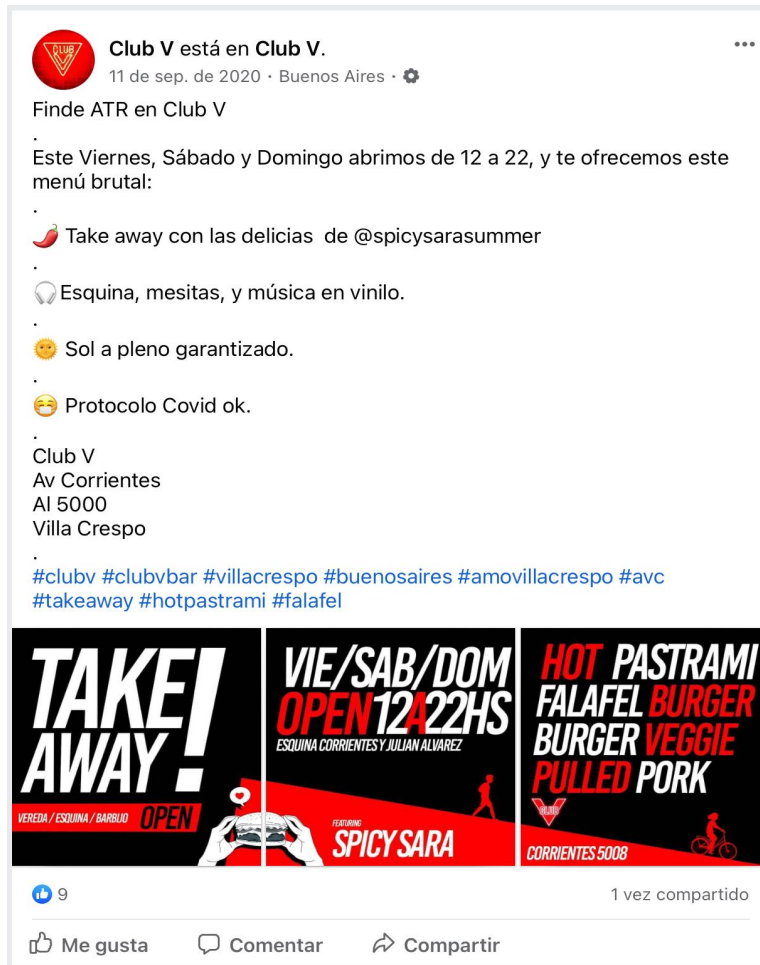 CLUB
V
Club V está en Club V.
11 de sep. de 2020 · Buenos Aires ·
Finde ATR en Club V
.
Este Viernes, Sábado y Domingo abrimos de 12 a 22, y te ofrecemos este
menú brutal:
.
🌶️ Take away con las delicias  de @spicysarasummer
.
🎧Esquina, mesitas, y música en vinilo.
.
🌞 Sol a pleno garantizado.
.
😷 Protocolo Covid ok.
.
Club V
Av Corrientes
Al 5000
Villa Crespo
.
#clubv #clubvbar #villacrespo #buenosaires #amovillacrespo #avc
#takeaway #hotpastrami #falafel
TAKE
AWAY!
VEREDA / ESQUINA / BARBIJO OPEN
VIE/SAB/DOM
OPEN 12A22HS
ESQUINA CORRIENTES Y JULIAN ALVAREZ
FEATURING
SPICY SARA
HOT PASTRAMI
FALAFEL BURGER
BURGER VEGGIE
PULLED PORK
CLUB
V
CORRIENTES 5008
9
1 vez compartido
Me gusta
Comentar
Compartir